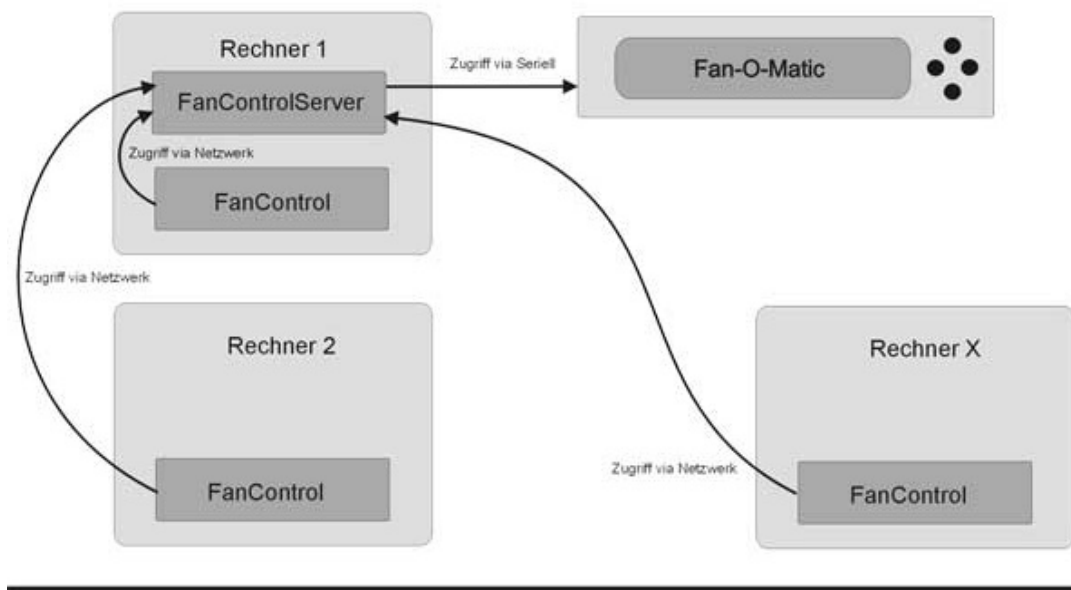 Rechner 1
FanControlServer
Zugriff via Seriell
Fan-O-Matic
Zugriff via Netzwerk
FanControl
Zugriff via Netzwerk
Rechner 2
FanControl
Rechner X
Zugriff via Netzwerk
FanControl